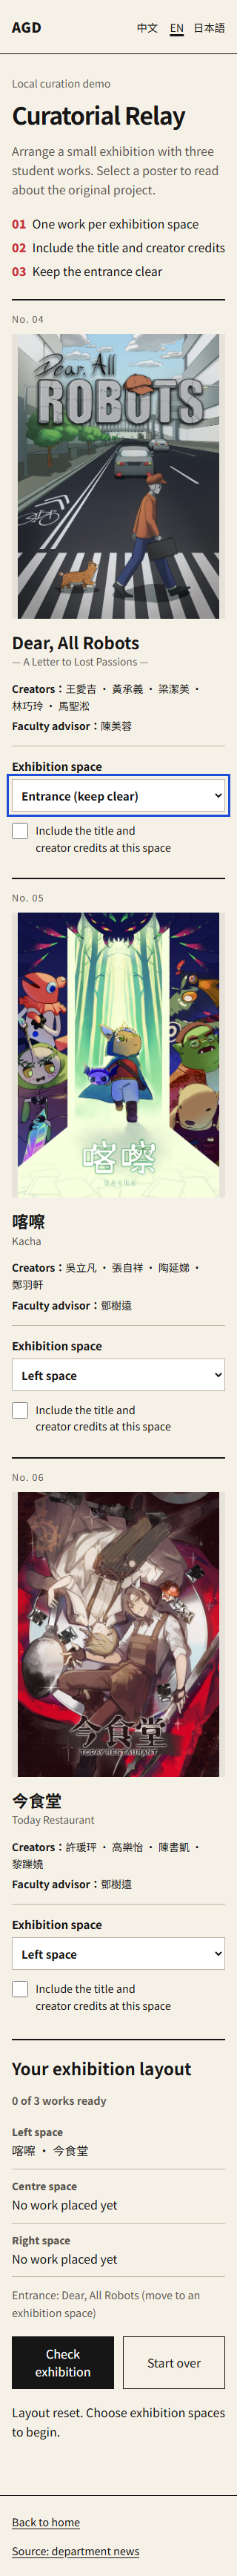 AGD
中文 EN 日本語
Local curation demo
Curatorial Relay
Arrange a small exhibition with three
student works. Select a poster to read
about the original project.
01 One work per exhibition space
02 Include the title and creator credits
03 Keep the entrance clear
No. 04
Dear, All
ROBOTS
Dear, All Robots
— A Letter to Lost Passions —
Creators：王愛吉 ・ 黃承義 ・ 梁潔美 ・
林巧玲 ・ 馬聖淞
Faculty advisor：陳美蓉
Exhibition space
Entrance (keep clear)
Include the title and
creator credits at this space
No. 05
喀嚓
kacha
喀嚓
Kacha
Creators：吳立凡 ・ 張自祥 ・ 陶延娣 ・
鄭羽軒
Faculty advisor：鄧樹遠
Exhibition space
Left space
Include the title and
creator credits at this space
No. 06
今食堂
TODAY RESTAURANT
今食堂
Today Restaurant
Creators：許瑗玶 ・ 高樂怡 ・ 陳書凱 ・
黎躒嬈
Faculty advisor：鄧樹遠
Exhibition space
Left space
Include the title and
creator credits at this space
Your exhibition layout
0 of 3 works ready
Left space
喀嚓 ・ 今食堂
Centre space
No work placed yet
Right space
No work placed yet
Entrance: Dear, All Robots (move to an
exhibition space)
Check
exhibition
Start over
Layout reset. Choose exhibition spaces
to begin.
Back to home
Source: department news